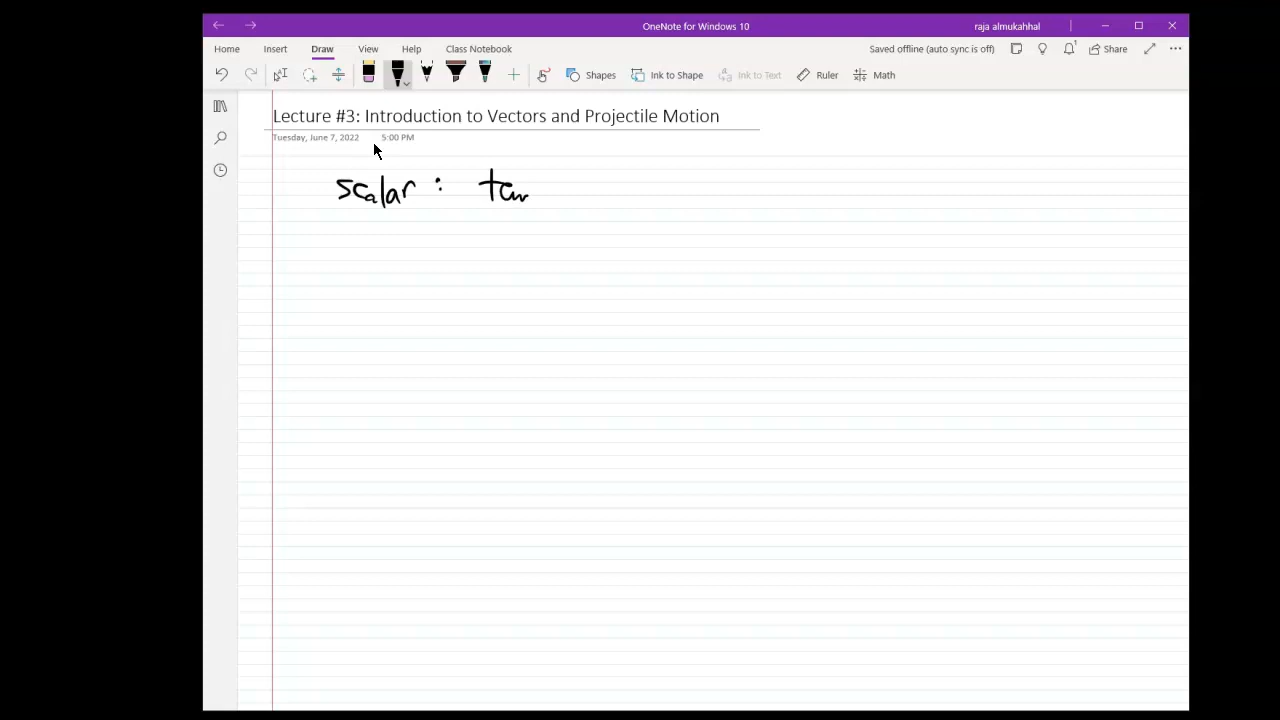 OneNote for Windows 10
raja almukahhal
Home Insert Draw View Help Class Notebook
Saved offline (auto sync is off)
Share
Shapes Ink to Shape Ink to Text Ruler Math
Lecture #3: Introduction to Vectors and Projectile Motion
Tuesday, June 7, 2022 5:00 PM
scalar :